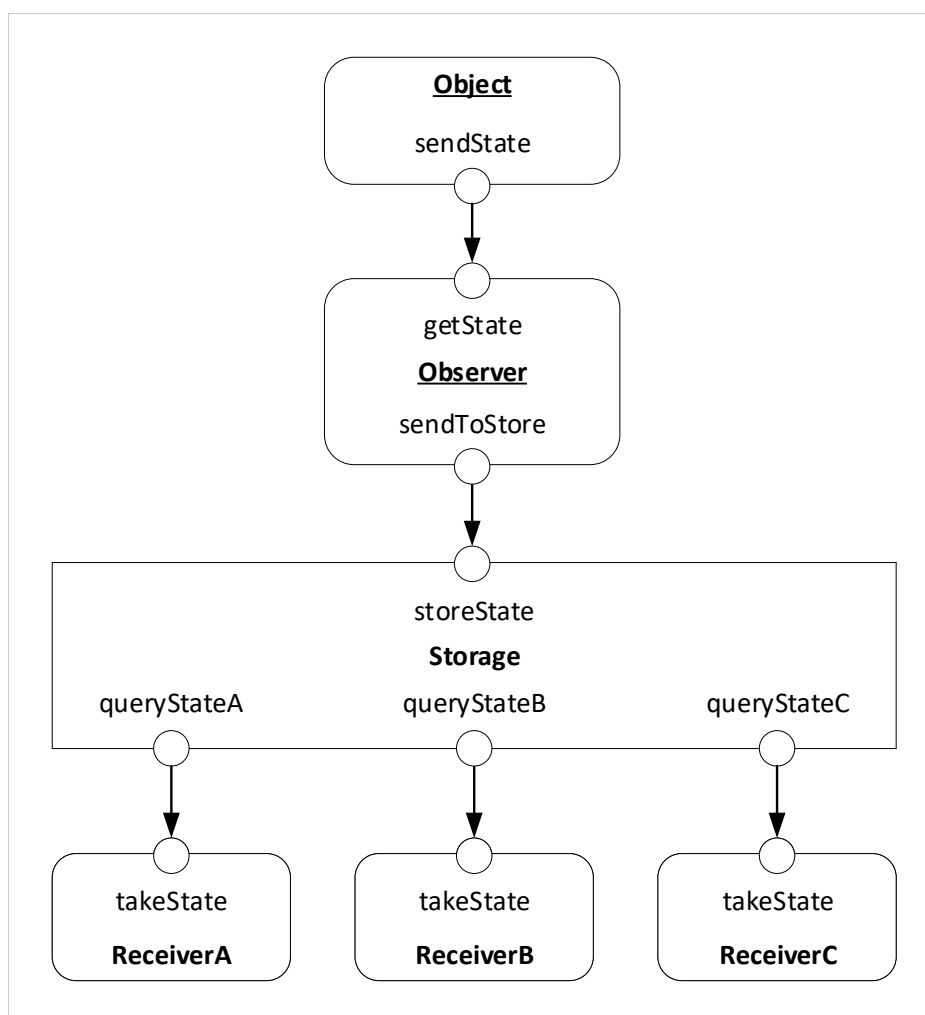 Object
sendState
getState
Observer
sendToStore
storeState
Storage
queryStateA queryStateB queryStateC
takeState takeState takeState
ReceiverA ReceiverB ReceiverC